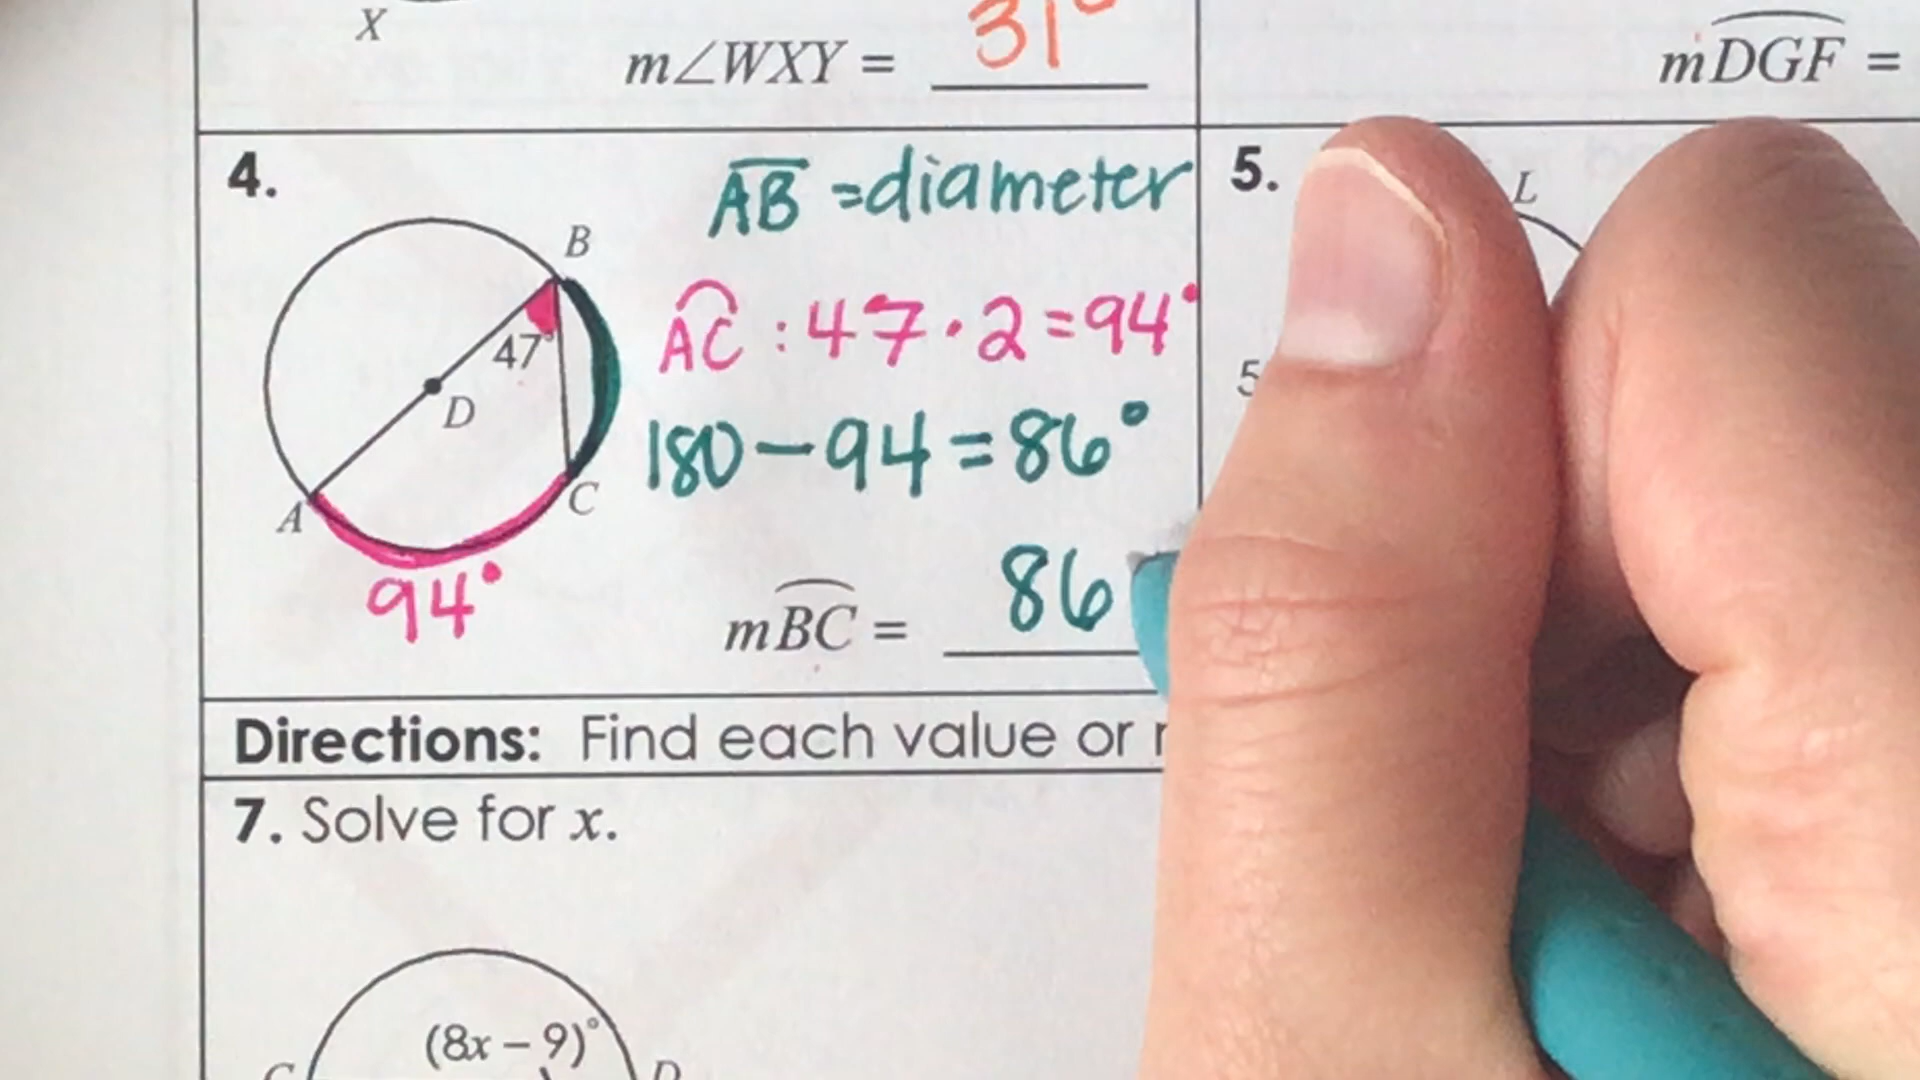 X
m∠WXY = 31°
mDGF =
4.
AB = diameter
B
47°
D
A
C
94°
AC : 47 · 2 = 94°
180 - 94 = 86°
mBC = 86
5.
L
5
Directions: Find each value or
7. Solve for x.
(8x - 9)°
C
D